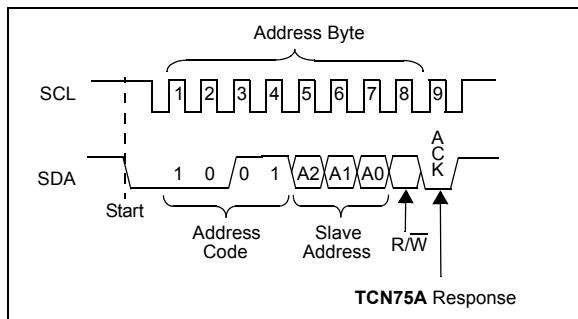 Address Byte
SCL 1 2 3 4 5 6 7 8 9
SDA 1 0 0 1 A2 A1 A0 ACK
Start
Address
Code
Slave
Address
R/W̅
TCN75A Response